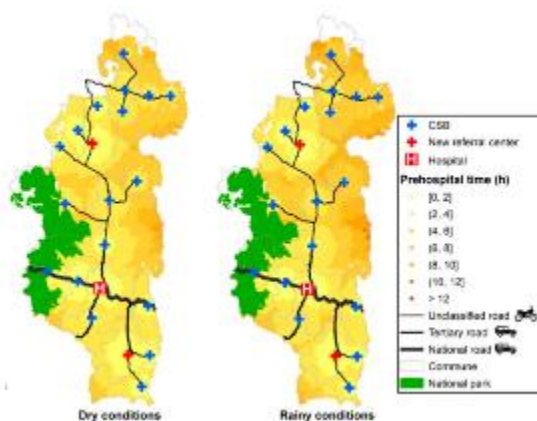 CSB
New referral center
H Hospital
Prehospital time (h)
[0, 2]
(2, 4]
(4, 6]
(6, 8]
(8, 10]
(10, 12]
> 12
Unclassified road
Tertiary road
National road
Commune
National park
H
H
Dry conditions
Rainy conditions